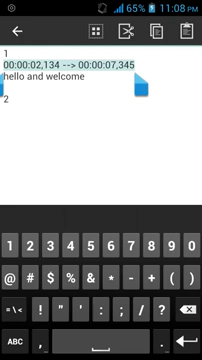 65% 11:08 PM
1
00:00:02,134 --> 00:00:07,345
hello and welcome
2
1 2 3 4 5 6 7 8 9 0
@ # $ % & * - + ( )
= \ < ! " ' : ; / ?
ABC , .